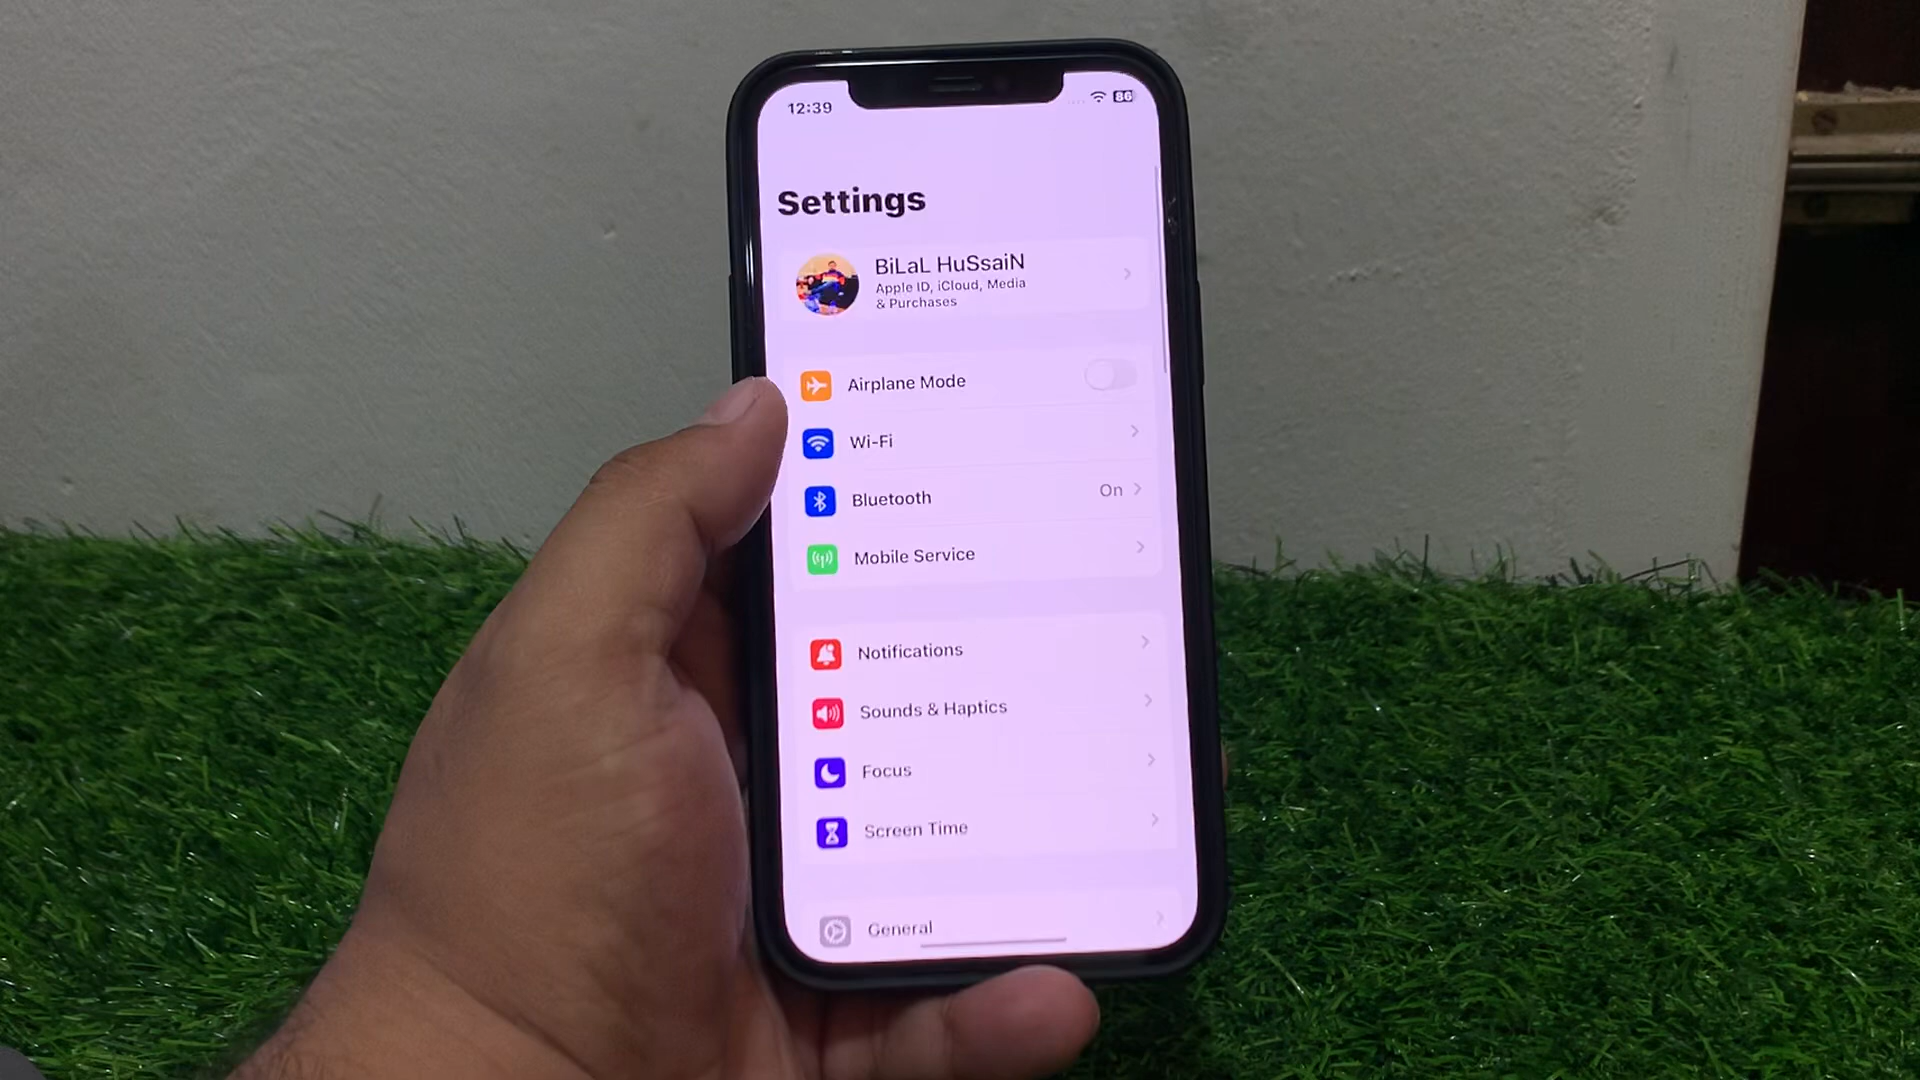 12:39
86
Settings
BiLaL HuSsaiN
Apple ID, iCloud, Media
& Purchases
Airplane Mode
Wi-Fi
Bluetooth
On
Mobile Service
Notifications
Sounds & Haptics
Focus
Screen Time
General